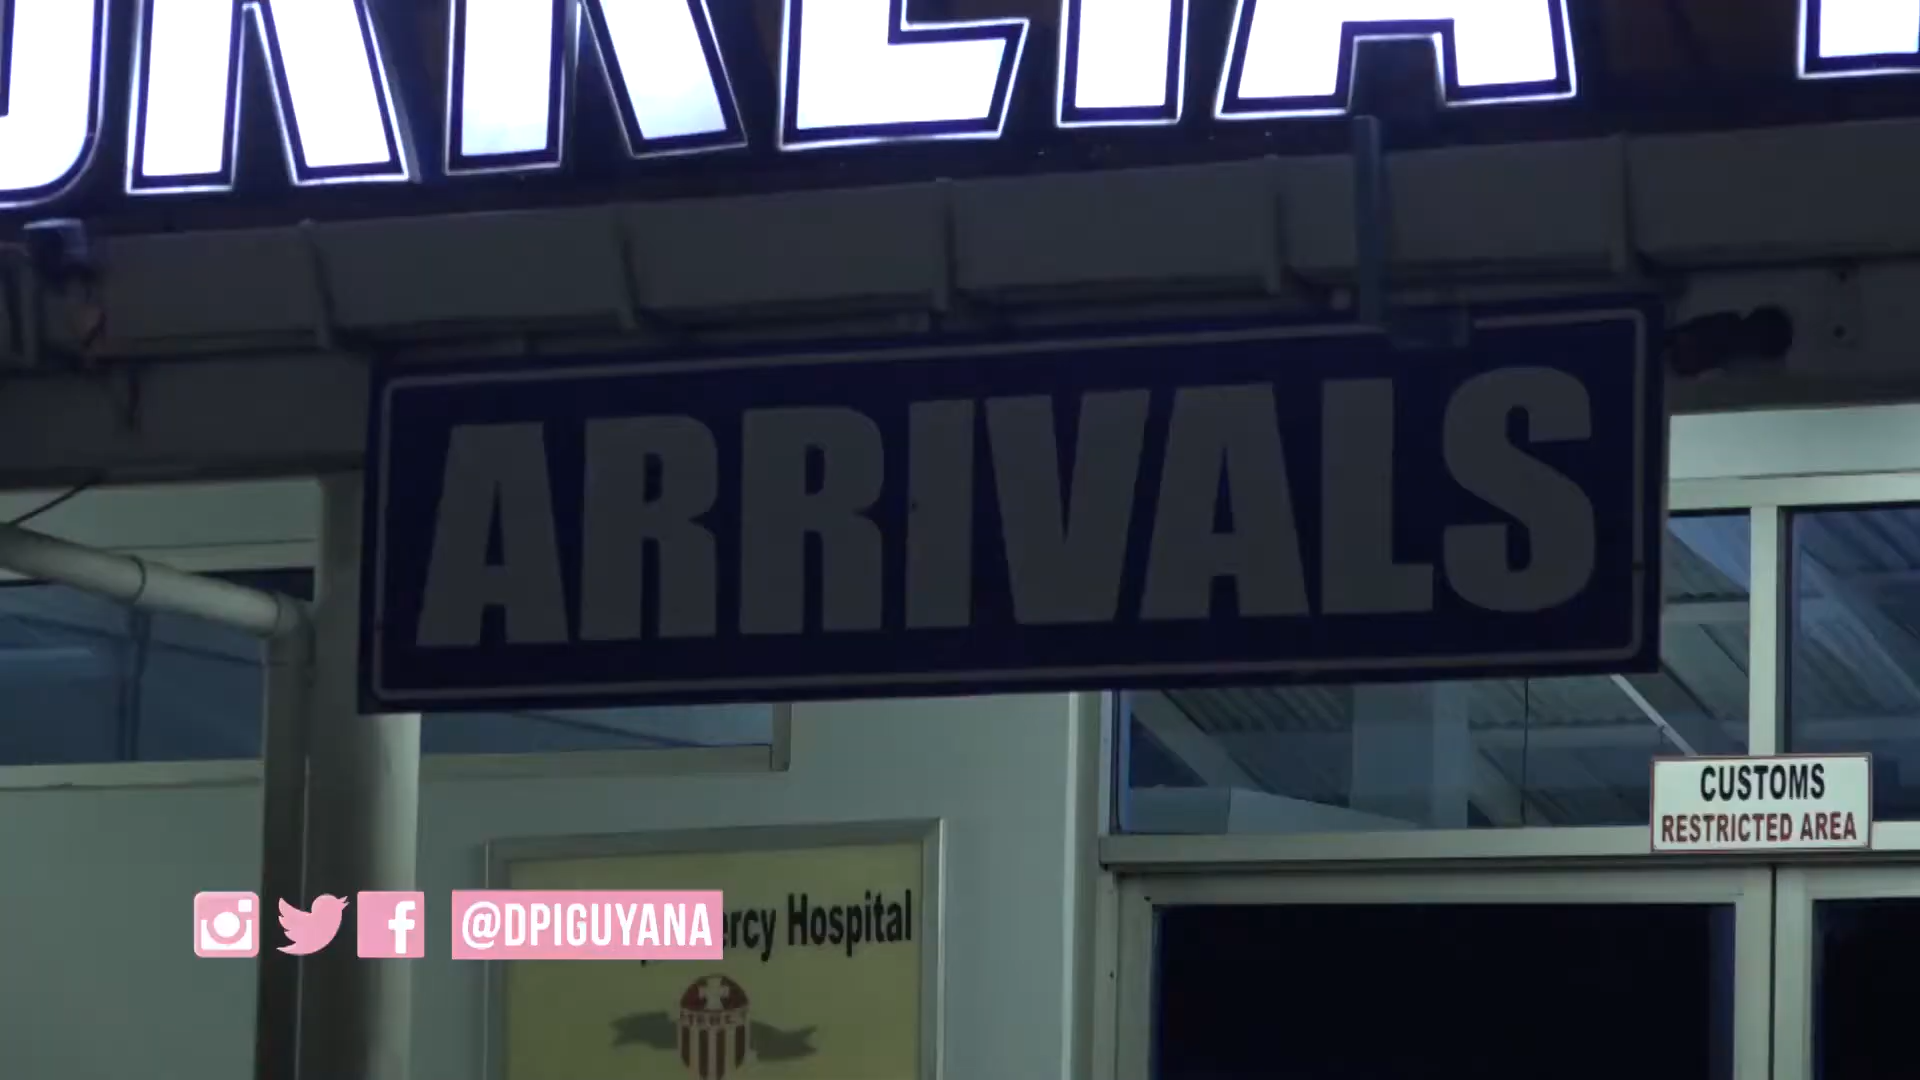 ARRIVALS
CUSTOMS
RESTRICTED AREA
@DPIGUYANA
Hospital